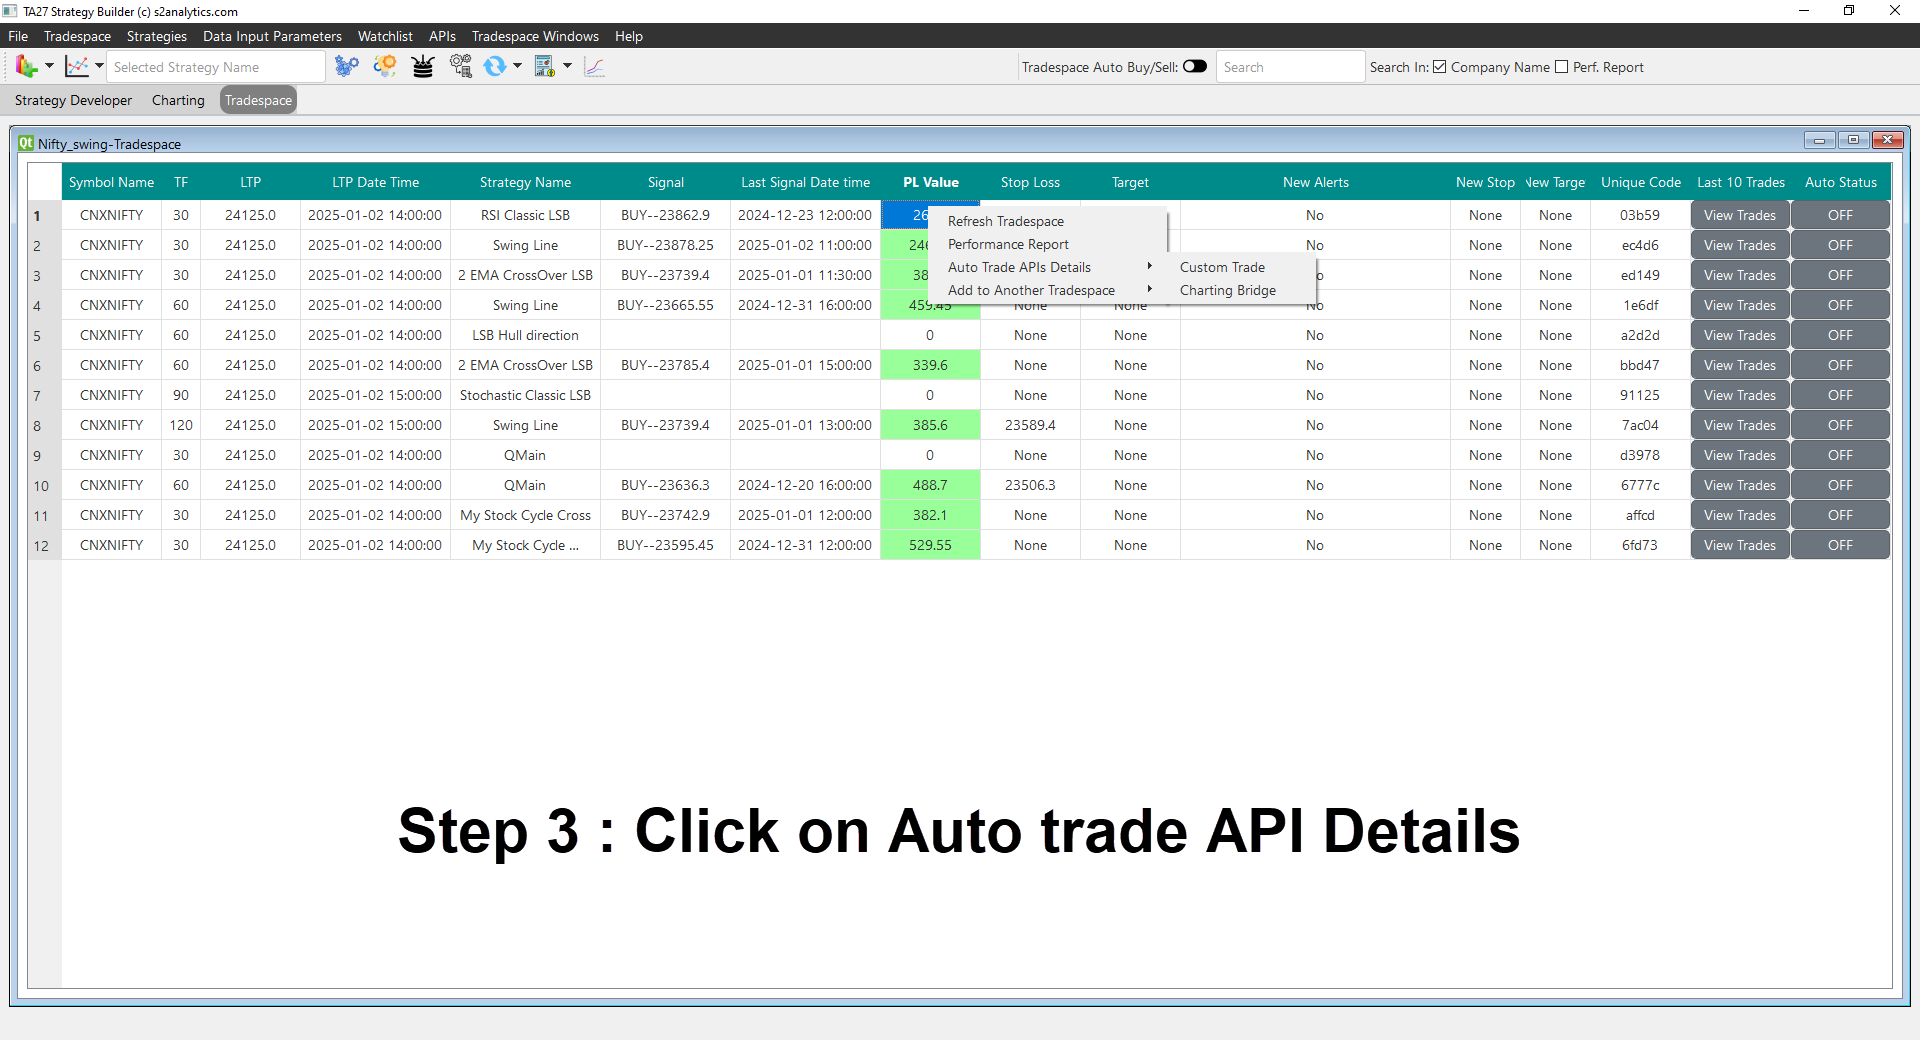 TA27 Strategy Builder (c) s2analytics.com
File Tradespace Strategies Data Input Parameters Watchlist APIs Tradespace Windows Help
Selected Strategy Name Tradespace Auto Buy/Sell: Search Search In: Company Name Perf. Report
Strategy Developer Charting Tradespace
Qt Nifty_swing-Tradespace
Symbol Name TF LTP LTP Date Time Strategy Name Signal Last Signal Date time PL Value Stop Loss Target New Alerts New Stop New Targe Unique Code Last 10 Trades Auto Status
1 CNXNIFTY 30 24125.0 2025-01-02 14:00:00 RSI Classic LSB BUY--23862.9 2024-12-23 12:00:00 26 No None None 03b59 View Trades OFF
2 CNXNIFTY 30 24125.0 2025-01-02 14:00:00 Swing Line BUY--23878.25 2025-01-02 11:00:00 246 No None None ec4d6 View Trades OFF
3 CNXNIFTY 30 24125.0 2025-01-02 14:00:00 2 EMA CrossOver LSB BUY--23739.4 2025-01-01 11:30:00 38 None None ed149 View Trades OFF
4 CNXNIFTY 60 24125.0 2025-01-02 14:00:00 Swing Line BUY--23665.55 2024-12-31 16:00:00 459.45 None None No None None 1e6df View Trades OFF
5 CNXNIFTY 60 24125.0 2025-01-02 14:00:00 LSB Hull direction 0 None None No None None a2d2d View Trades OFF
6 CNXNIFTY 60 24125.0 2025-01-02 14:00:00 2 EMA CrossOver LSB BUY--23785.4 2025-01-01 15:00:00 339.6 None None No None None bbd47 View Trades OFF
7 CNXNIFTY 90 24125.0 2025-01-02 15:00:00 Stochastic Classic LSB 0 None None No None None 91125 View Trades OFF
8 CNXNIFTY 120 24125.0 2025-01-02 15:00:00 Swing Line BUY--23739.4 2025-01-01 13:00:00 385.6 23589.4 None No None None 7ac04 View Trades OFF
9 CNXNIFTY 30 24125.0 2025-01-02 14:00:00 QMain 0 None None No None None d3978 View Trades OFF
10 CNXNIFTY 60 24125.0 2025-01-02 14:00:00 QMain BUY--23636.3 2024-12-20 16:00:00 488.7 23506.3 None No None None 6777c View Trades OFF
11 CNXNIFTY 30 24125.0 2025-01-02 14:00:00 My Stock Cycle Cross BUY--23742.9 2025-01-01 12:00:00 382.1 None None No None None affcd View Trades OFF
12 CNXNIFTY 30 24125.0 2025-01-02 14:00:00 My Stock Cycle ... BUY--23595.45 2024-12-31 12:00:00 529.55 None None No None None 6fd73 View Trades OFF
Refresh Tradespace
Performance Report
Auto Trade APIs Details
Add to Another Tradespace
Custom Trade
Charting Bridge
Step 3 : Click on Auto trade API Details